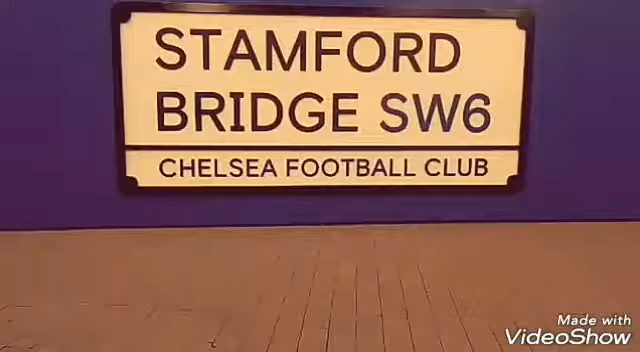 STAMFORD
BRIDGE SW6
CHELSEA FOOTBALL CLUB
Made with
VideoShow